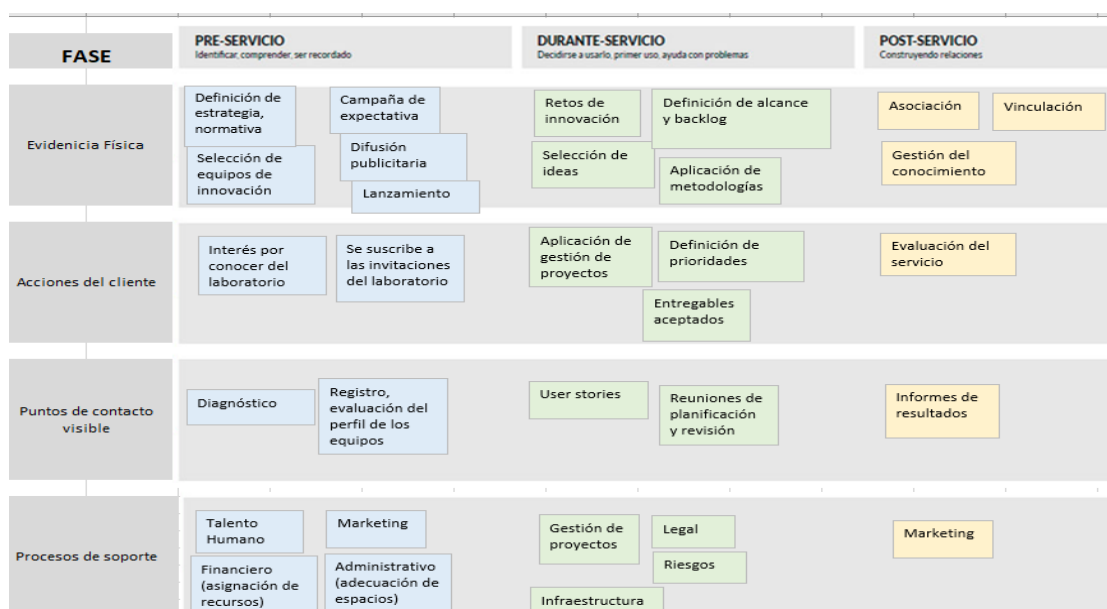 FASE
PRE-SERVICIO
Identificar, comprender, ser recordado
DURANTE-SERVICIO
Decidirse a usarlo, primer uso, ayuda con problemas
POST-SERVICIO
Construyendo relaciones
Evidenicia Física
Definición de
estrategia,
normativa
Campaña de
expectativa
Selección de
equipos de
innovación
Difusión
publicitaria
Lanzamiento
Retos de
innovación
Definición de alcance
y backlog
Selección de
ideas
Aplicación de
metodologías
Asociación
Vinculación
Gestión del
conocimiento
Acciones del cliente
Interés por
conocer del
laboratorio
Se suscribe a
las invitaciones
del laboratorio
Aplicación de
gestión de
proyectos
Definición de
prioridades
Entregables
aceptados
Evaluación del
servicio
Puntos de contacto
visible
Diagnóstico
Registro,
evaluación del
perfil de los
equipos
User stories
Reuniones de
planificación
y revisión
Informes de
resultados
Procesos de soporte
Talento
Humano
Marketing
Financiero
(asignación de
recursos)
Administrativo
(adecuación de
espacios)
Gestión de
proyectos
Legal
Riesgos
Infraestructura
Marketing